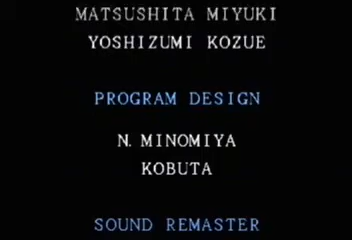 MATSUSHITA MIYUKI
YOSHIZUMI KOZUE
PROGRAM DESIGN
N. MINOMIYA
KOBUTA
SOUND REMASTER